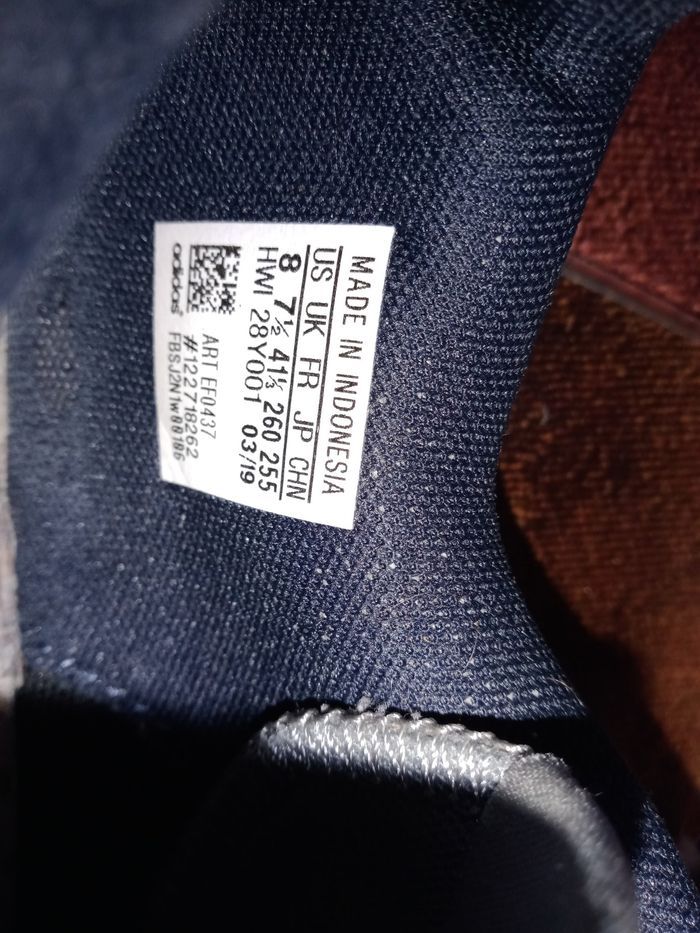 MADE IN INDONESIA
US UK FR JP CHN
8 7½ 41⅓ 260 255
HWI 28Y001 03/19
ART EF0437
#122718262
FBSJ2N1W00106
adidas